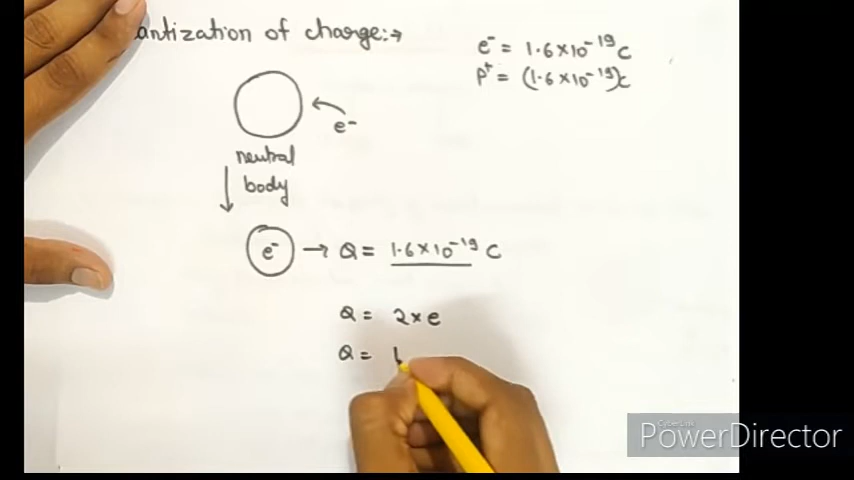 antization of charge:→
e⁻ = 1.6×10⁻¹⁹ C
P⁺ = (1.6×10⁻¹⁹)C
e⁻
neutral
body
e⁻ → Q = 1.6×10⁻¹⁹ C
Q = 2×e
Q =
CyberLink
PowerDirector